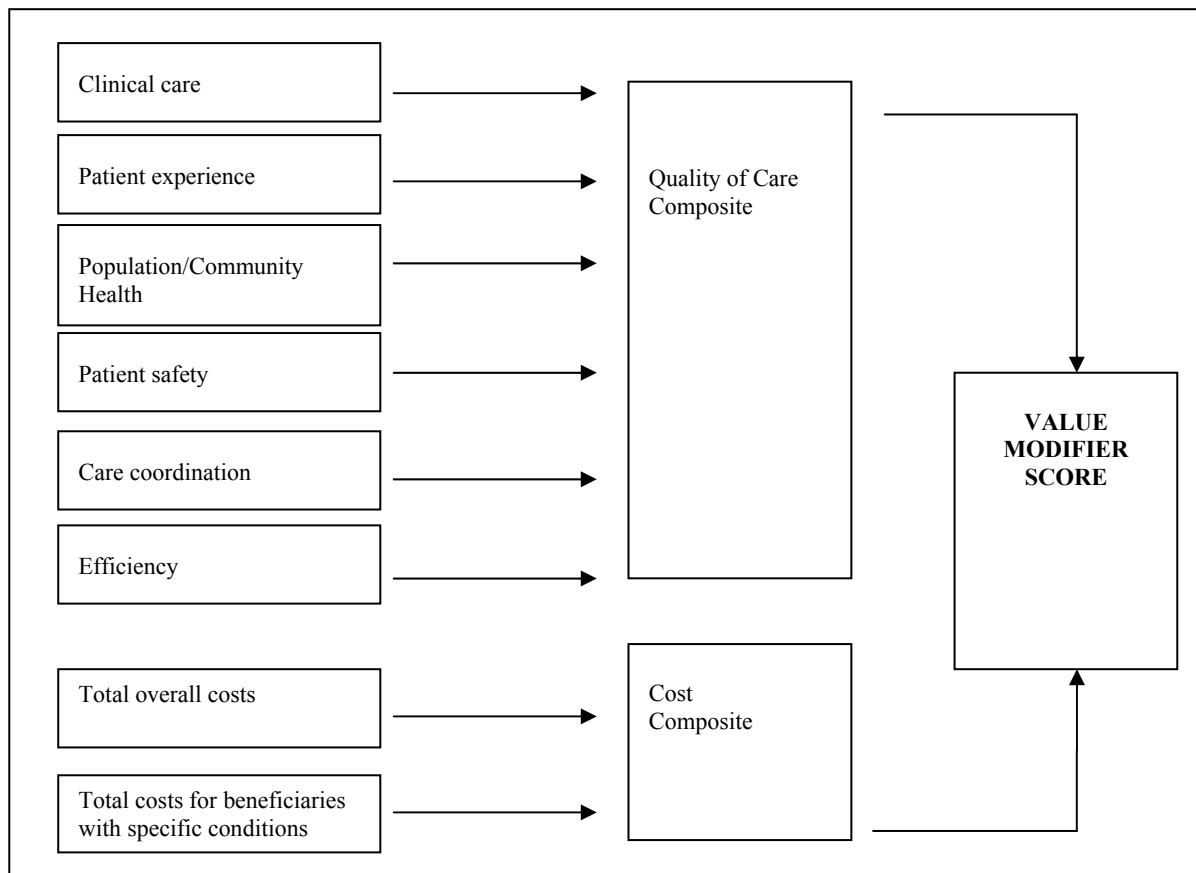 Clinical care
Patient experience
Population/Community
Health
Patient safety
Care coordination
Efficiency
Total overall costs
Total costs for beneficiaries
with specific conditions
Quality of Care
Composite
Cost
Composite
VALUE
MODIFIER
SCORE